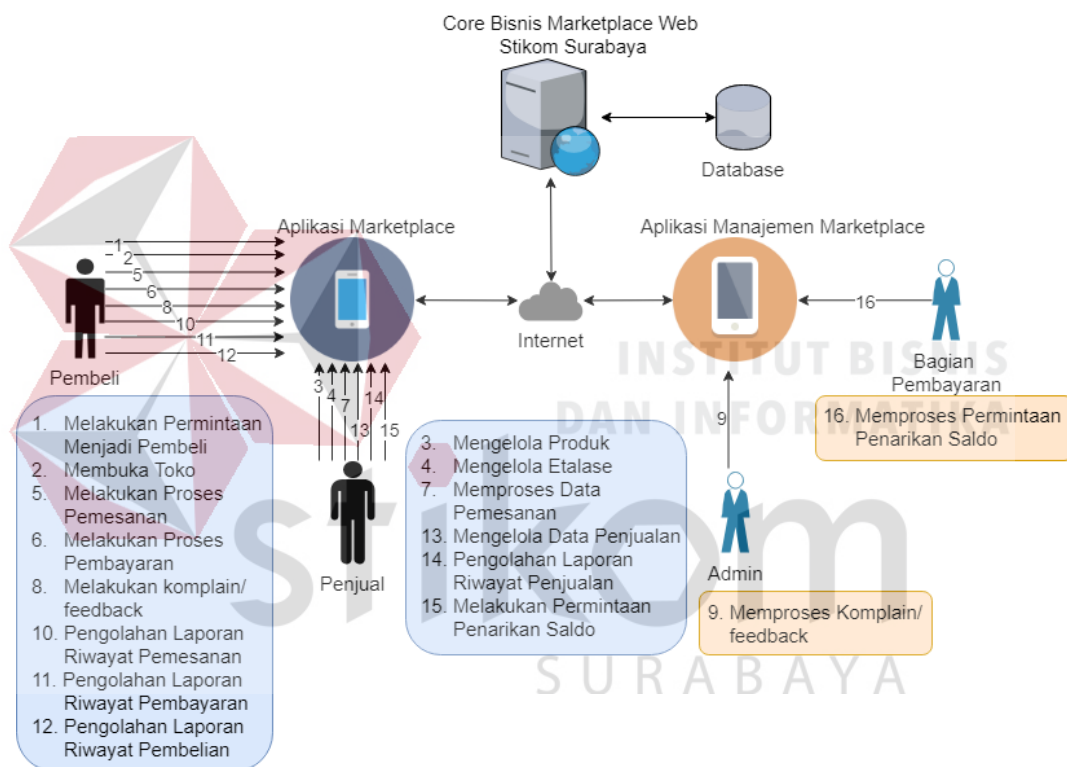 Core Bisnis Marketplace Web
Stikom Surabaya
Database
Aplikasi Marketplace
Aplikasi Manajemen Marketplace
1
2
5
6
8
10
11
12
Pembeli
Internet
16
Bagian
Pembayaran
3
4
7
13
14
15
9
Penjual
Admin
1. Melakukan Permintaan
Menjadi Pembeli
2. Membuka Toko
5. Melakukan Proses
Pemesanan
6. Melakukan Proses
Pembayaran
8. Melakukan komplain/
feedback
10. Pengolahan Laporan
Riwayat Pemesanan
11. Pengolahan Laporan
Riwayat Pembayaran
12. Pengolahan Laporan
Riwayat Pembelian
3. Mengelola Produk
4. Mengelola Etalase
7. Memproses Data
Pemesanan
13. Mengelola Data Penjualan
14. Pengolahan Laporan
Riwayat Penjualan
15. Melakukan Permintaan
Penarikan Saldo
16. Memproses Permintaan
Penarikan Saldo
9. Memproses Komplain/
feedback
INSTITUT BISNIS
DAN INFORMATIKA
stikom
SURABAYA